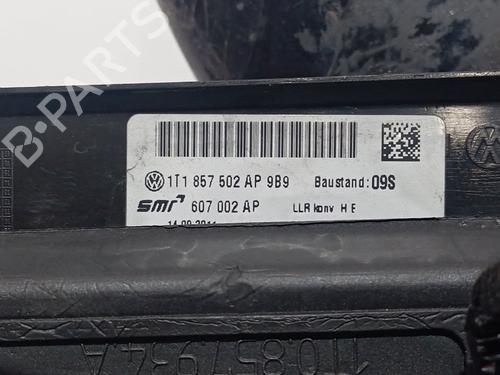 B-PARTS
1T1 857 502 AP 9B9 Baustand: 09S
smr 607 002 AP LLR konv H E
1T0.857.934.A